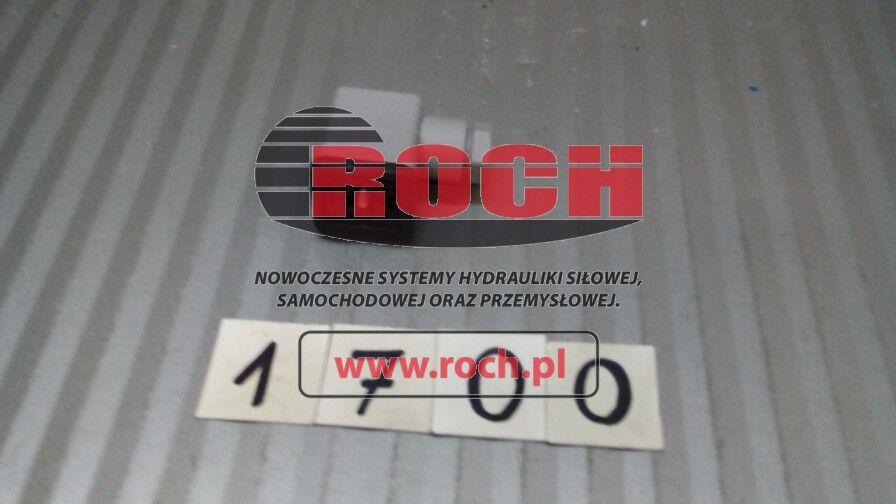 ROCH
NOWOCZESNE SYSTEMY HYDRAULIKI SIŁOWEJ,
SAMOCHODOWEJ ORAZ PRZEMYSŁOWEJ.
www.roch.pl
1700